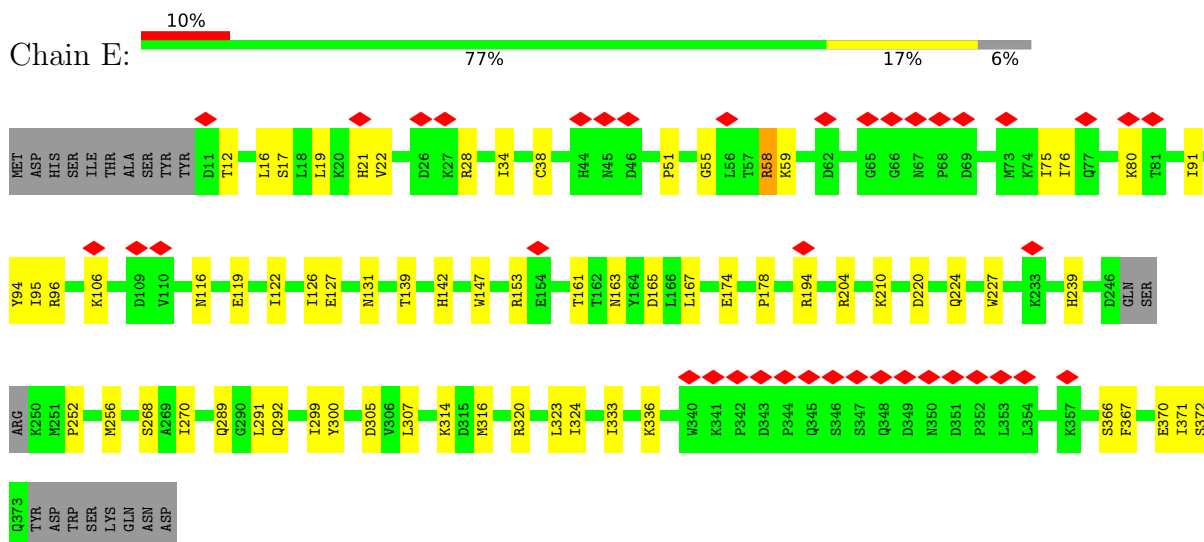 10%
Chain E:
77% 17% 6%
MET ASP HIS SER ILE THR ALA SER TYR TYR D11 T12 L16 S17 L18 L19 K20 H21 V22 D26 K27 R28 I34 C38 H44 N45 D46 P51 G55 L56 T57 R58 K59 D62 G65 G66 N67 P68 D69 M73 K74 I75 I76 Q77 K80 T81 I91
Y94 I95 R96 K106 D109 V110 N116 E119 I122 I126 E127 N131 T139 H142 W147 R153 E154 T161 T162 N163 Y164 D165 L166 L167 E174 P178 R194 R204 K210 D220 Q224 W227 K233 H239 D246 GLN SER
ARG K250 M251 P252 M256 S268 A269 I270 Q289 G290 L291 Q292 I299 Y300 D305 V306 L307 K314 D315 M316 R320 L323 I324 I333 K336 W340 K341 P342 D343 P344 Q345 S346 S347 Q348 D349 N350 D351 P352 L353 L354 K357 S366 F367 E370 I371 S372
Q373 TYR ASP TRP SER LYS GLN ASN ASP